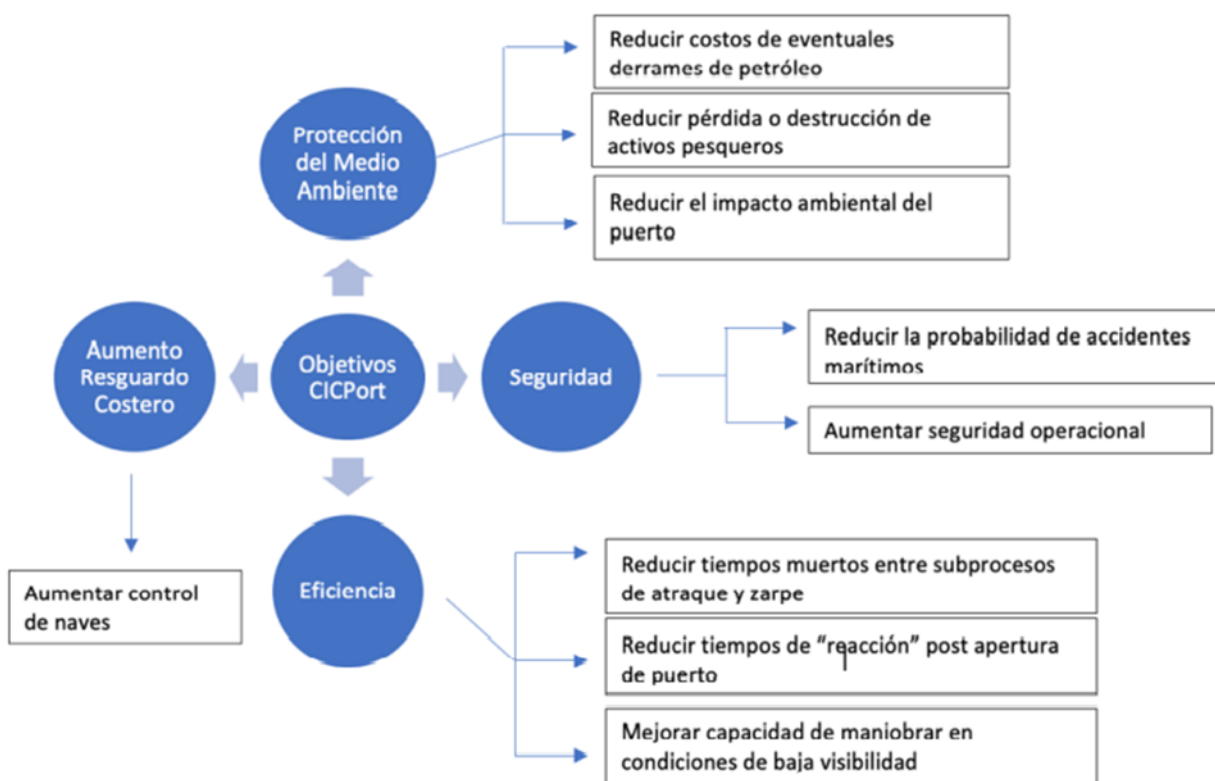 Reducir costos de eventuales
derrames de petróleo
Protección
del Medio
Ambiente
Reducir pérdida o destrucción de
activos pesqueros
Reducir el impacto ambiental del
puerto
Aumento
Resguardo
Costero
Objetivos
CICPort
Seguridad
Reducir la probabilidad de accidentes
marítimos
Aumentar seguridad operacional
Aumentar control
de naves
Eficiencia
Reducir tiempos muertos entre subprocesos
de atraque y zarpe
Reducir tiempos de “reacción” post apertura
de puerto
Mejorar capacidad de maniobrar en
condiciones de baja visibilidad